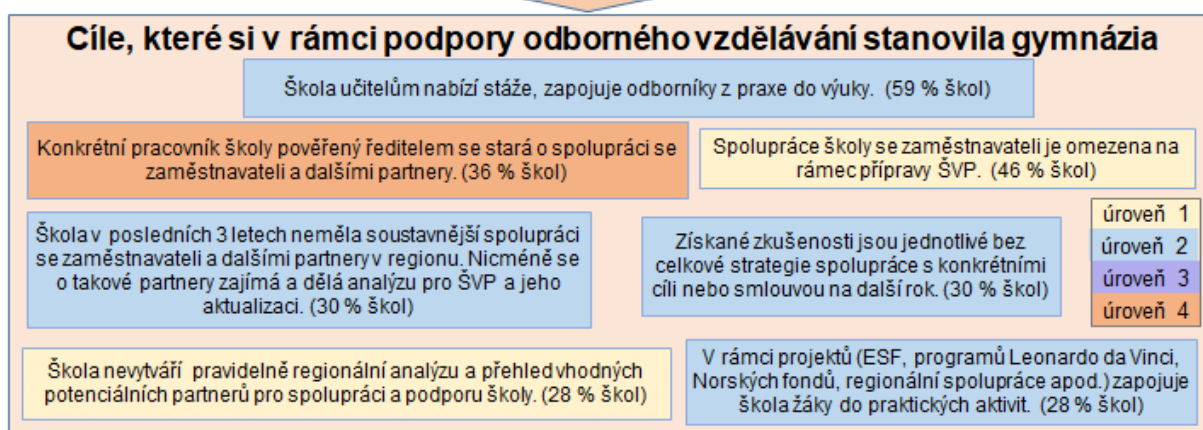 Cíle, které si v rámci podpory odborného vzdělávání stanovila gymnázia
Škola učitelům nabízí stáže, zapojuje odborníky z praxe do výuky. (59 % škol)
Konkrétní pracovník školy pověřený ředitelem se stará o spolupráci se
zaměstnavateli a dalšími partnery. (36 % škol)
Spolupráce školy se zaměstnavateli je omezena na
rámec přípravy ŠVP. (46 % škol)
Škola v posledních 3 letech neměla soustavnější spolupráci
se zaměstnavateli a dalšími partnery v regionu. Nicméně se
o takové partnery zajímá a dělá analýzu pro ŠVP a jeho
aktualizaci. (30 % škol)
Získané zkušenosti jsou jednotlivé bez
celkové strategie spolupráce s konkrétními
cíli nebo smlouvou na další rok. (30 % škol)
úroveň 1
úroveň 2
úroveň 3
úroveň 4
Škola nevytváří pravidelně regionální analýzu a přehled vhodných
potenciálních partnerů pro spolupráci a podporu školy. (28 % škol)
V rámci projektů (ESF, programů Leonardo da Vinci,
Norských fondů, regionální spolupráce apod.) zapojuje
škola žáky do praktických aktivit. (28 % škol)